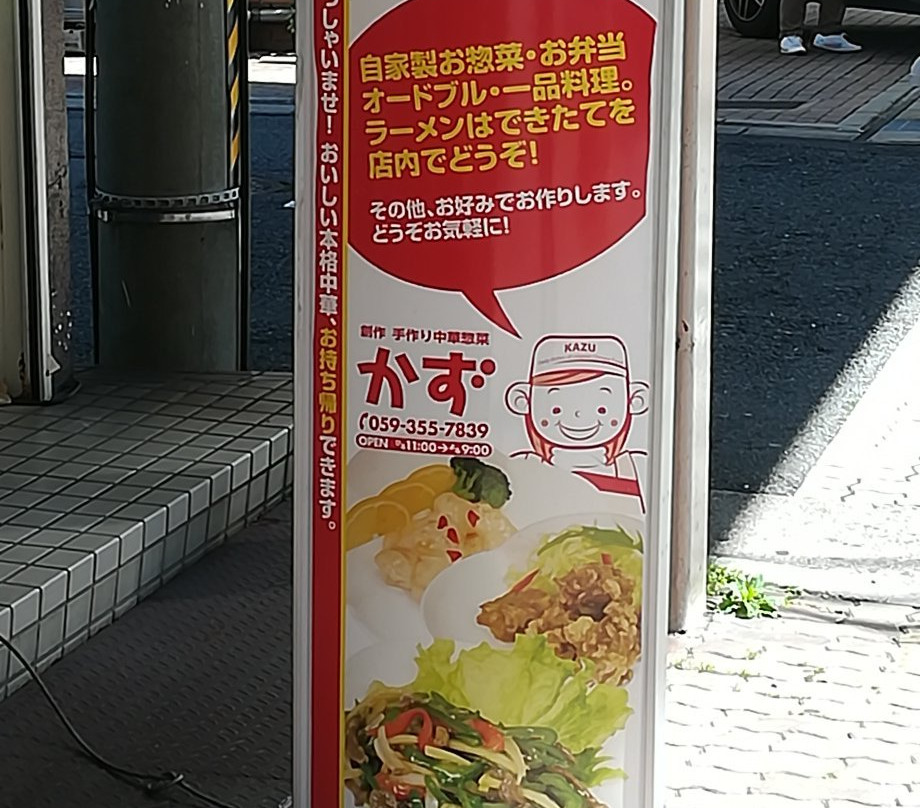 っしゃいませ！おいしい本格中華、お持ち帰りできます。
自家製お惣菜・お弁当
オードブル・一品料理。
ラーメンはできたてを
店内でどうぞ！
その他、お好みでお作りします。
どうぞお気軽に！
創作 手作り中華惣菜
かず
059-355-7839
OPEN 11:00→9:00
KAZU